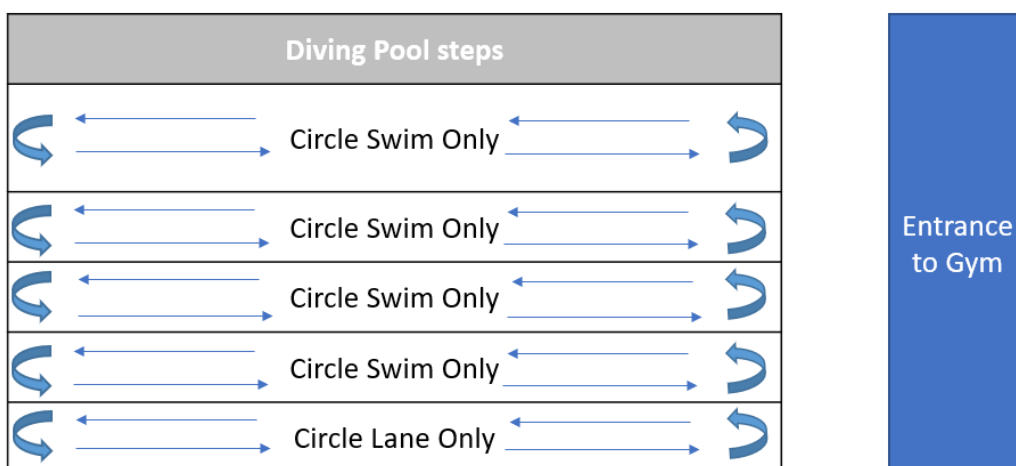 Diving Pool steps
Circle Swim Only
Circle Swim Only
Circle Swim Only
Circle Swim Only
Circle Lane Only
Entrance
to Gym